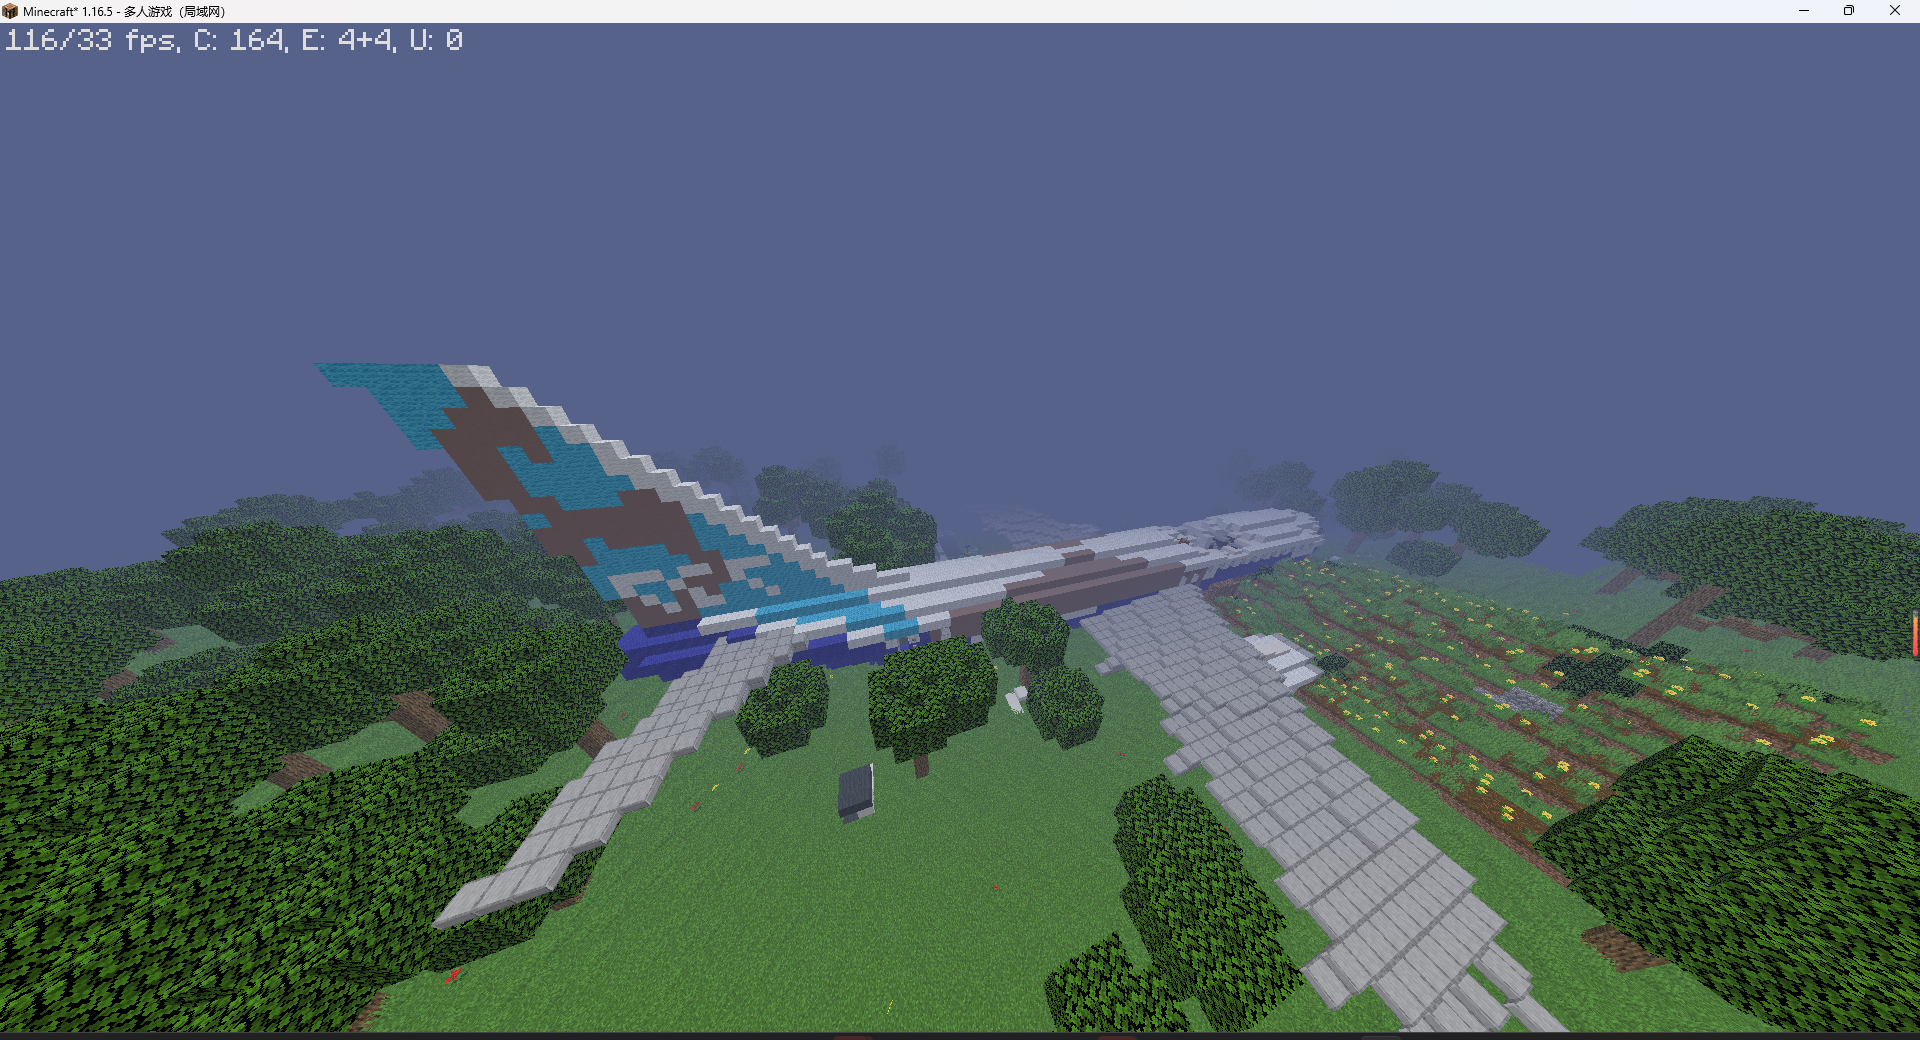 Minecraft* 1.16.5 - 多人游戏（局域网）
116/33 fps, C: 164, E: 4+4, U: 0